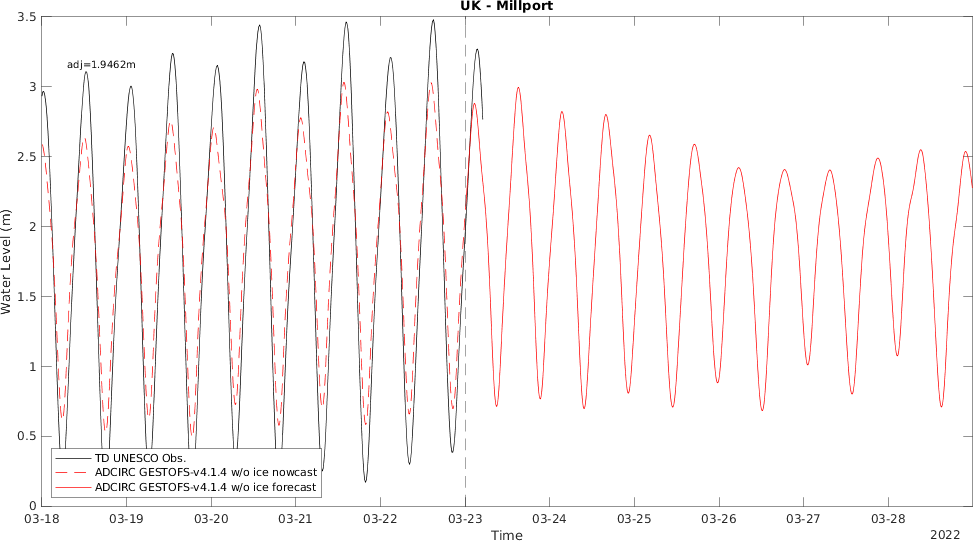 UK - Millport
3.5
3
2.5
2
1.5
1
0.5
0
Water Level (m)
adj=1.9462m
TD UNESCO Obs.
ADCIRC GESTOFS-v4.1.4 w/o ice nowcast
ADCIRC GESTOFS-v4.1.4 w/o ice forecast
03-18 03-19 03-20 03-21 03-22 03-23 03-24 03-25 03-26 03-27 03-28
Time
2022